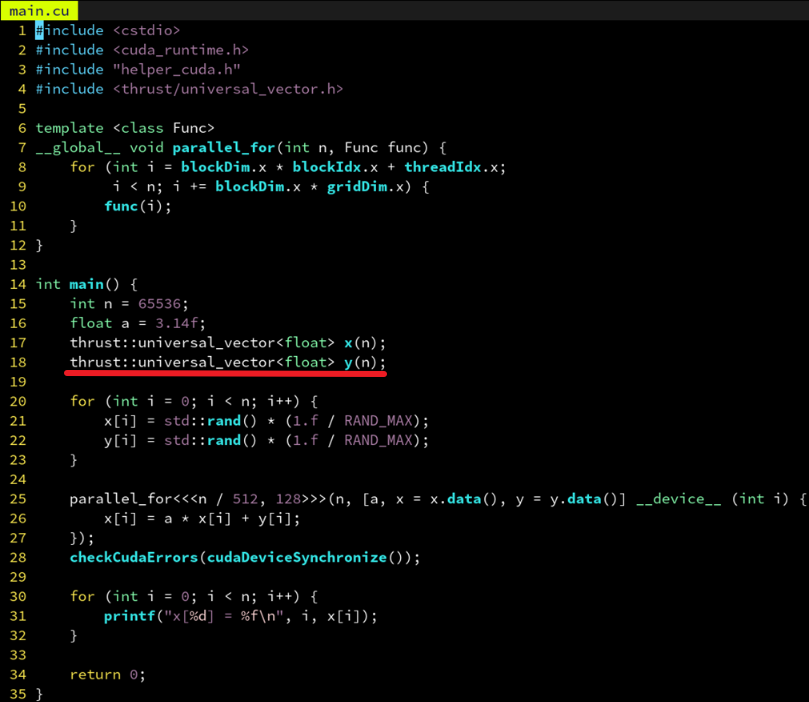 main.cu
1 #include <cstdio>
2 #include <cuda_runtime.h>
3 #include "helper_cuda.h"
4 #include <thrust/universal_vector.h>
5
6 template <class Func>
7 __global__ void parallel_for(int n, Func func) {
8     for (int i = blockDim.x * blockIdx.x + threadIdx.x;
9          i < n; i += blockDim.x * gridDim.x) {
10         func(i);
11     }
12 }
13
14 int main() {
15     int n = 65536;
16     float a = 3.14f;
17     thrust::universal_vector<float> x(n);
18     thrust::universal_vector<float> y(n);
19
20     for (int i = 0; i < n; i++) {
21         x[i] = std::rand() * (1.f / RAND_MAX);
22         y[i] = std::rand() * (1.f / RAND_MAX);
23     }
24
25     parallel_for<<<n / 512, 128>>>(n, [a, x = x.data(), y = y.data()] __device__ (int i) {
26         x[i] = a * x[i] + y[i];
27     });
28     checkCudaErrors(cudaDeviceSynchronize());
29
30     for (int i = 0; i < n; i++) {
31         printf("x[%d] = %f\n", i, x[i]);
32     }
33
34     return 0;
35 }